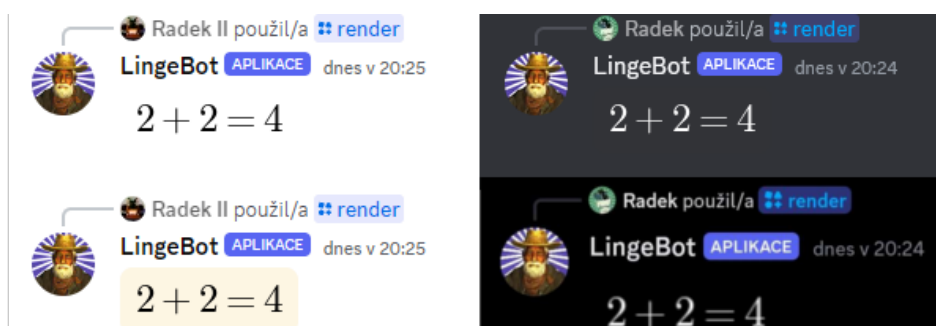 Radek II použil/a render
LingeBot APLIKACE dnes v 20:25
2 + 2 = 4
Radek II použil/a render
LingeBot APLIKACE dnes v 20:25
2 + 2 = 4
Radek použil/a render
LingeBot APLIKACE dnes v 20:24
2 + 2 = 4
Radek použil/a render
LingeBot APLIKACE dnes v 20:24
2 + 2 = 4